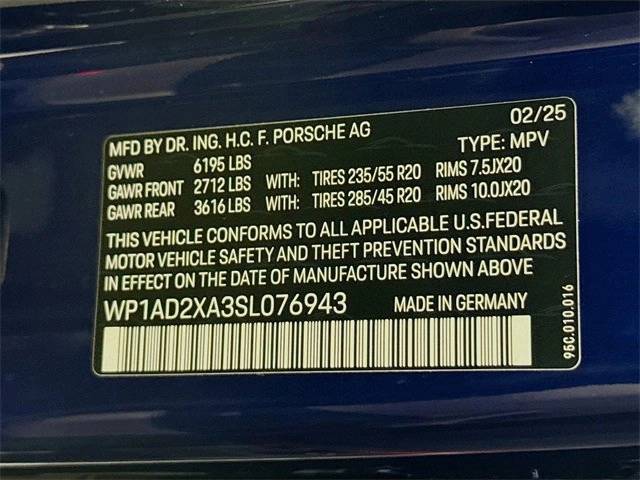 02/25
MFD BY DR. ING. H.C. F. PORSCHE AG
TYPE: MPV
GVWR 6195 LBS
GAWR FRONT 2712 LBS WITH: TIRES 235/55 R20 RIMS 7.5JX20
GAWR REAR 3616 LBS WITH: TIRES 285/45 R20 RIMS 10.0JX20
THIS VEHICLE CONFORMS TO ALL APPLICABLE U.S.FEDERAL
MOTOR VEHICLE SAFETY AND THEFT PREVENTION STANDARDS
IN EFFECT ON THE DATE OF MANUFACTURE SHOWN ABOVE
WP1AD2XA3SL076943 MADE IN GERMANY
95C.010.016